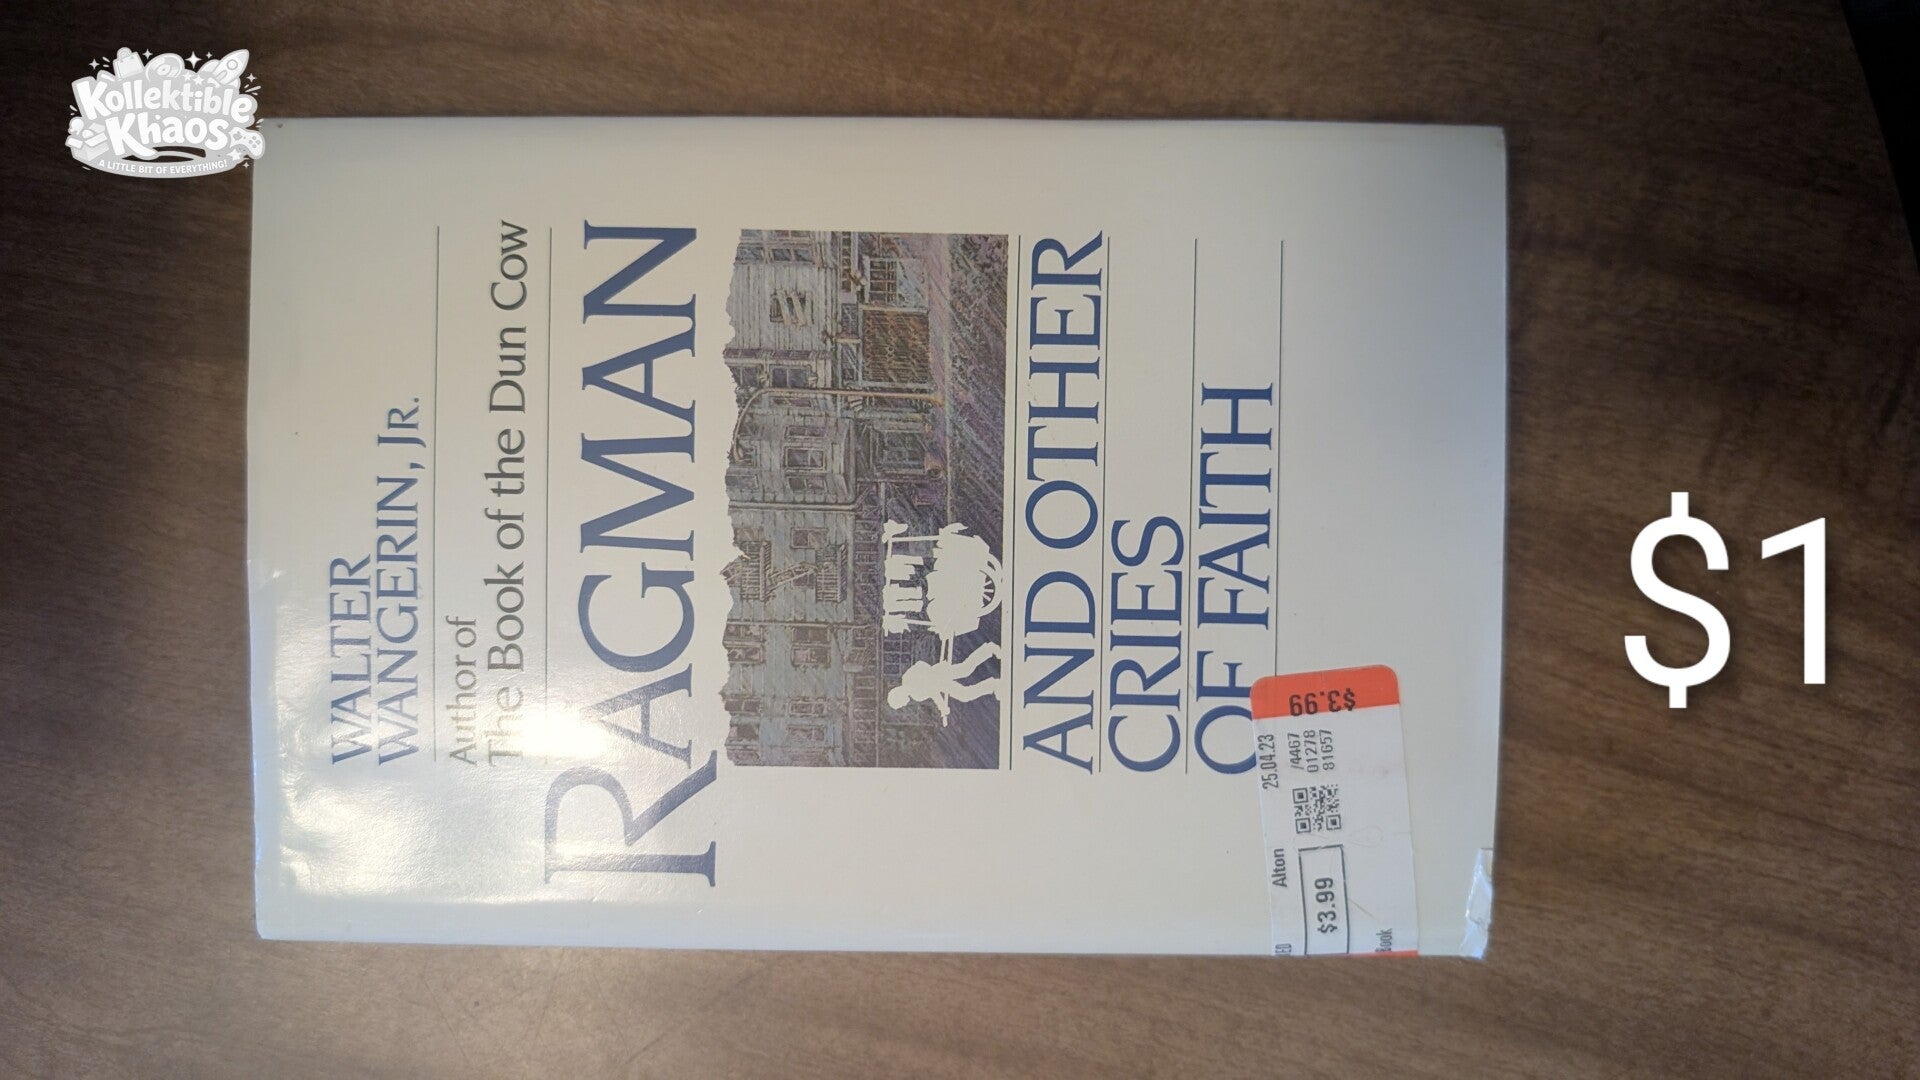 Kollektible
Khaos
A LITTLE BIT OF EVERYTHING!
WALTER
WANGERIN, JR.
Author of
The Book of the Dun Cow
RAGMAN
AND OTHER
CRIES
OF FAITH
$3.99
25.04.23
/4467
01278
81657
Alton
$3.99
Book
$1